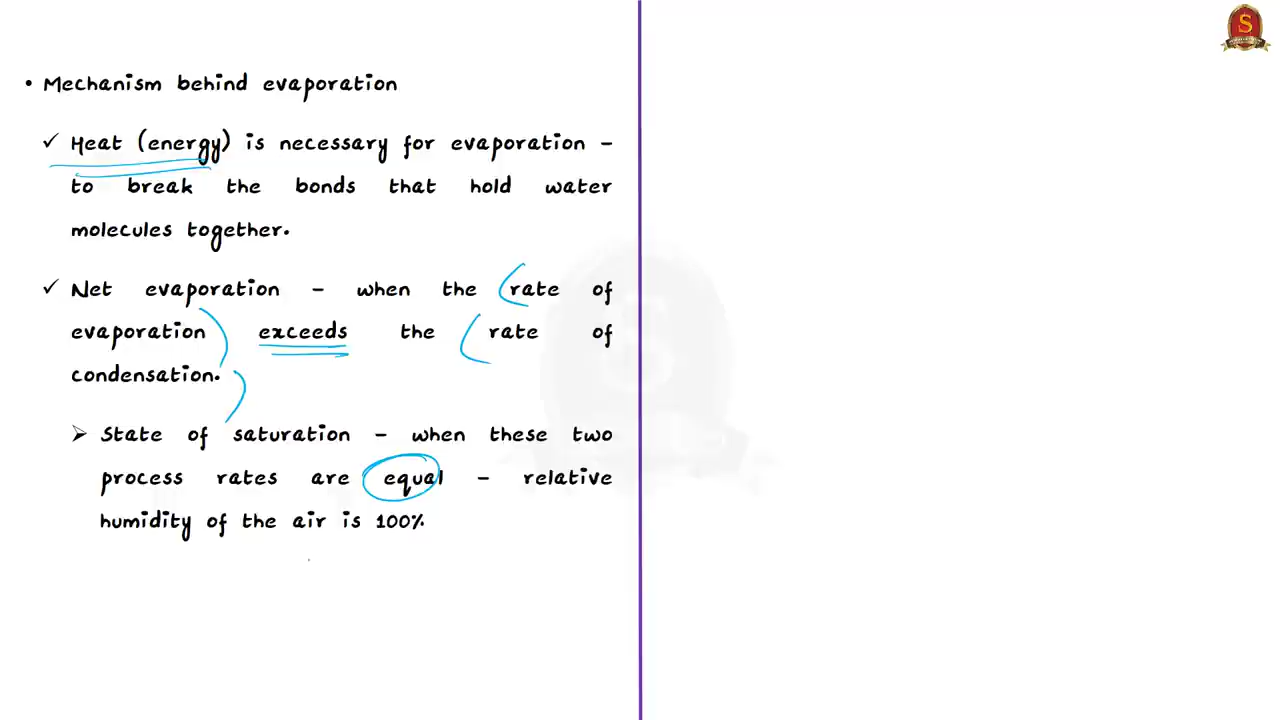 • Mechanism behind evaporation
✓ Heat (energy) is necessary for evaporation –
to break the bonds that hold water
molecules together.
✓ Net evaporation – when the rate of
evaporation exceeds the rate of
condensation.
➢ State of saturation – when these two
process rates are equal – relative
humidity of the air is 100%
S